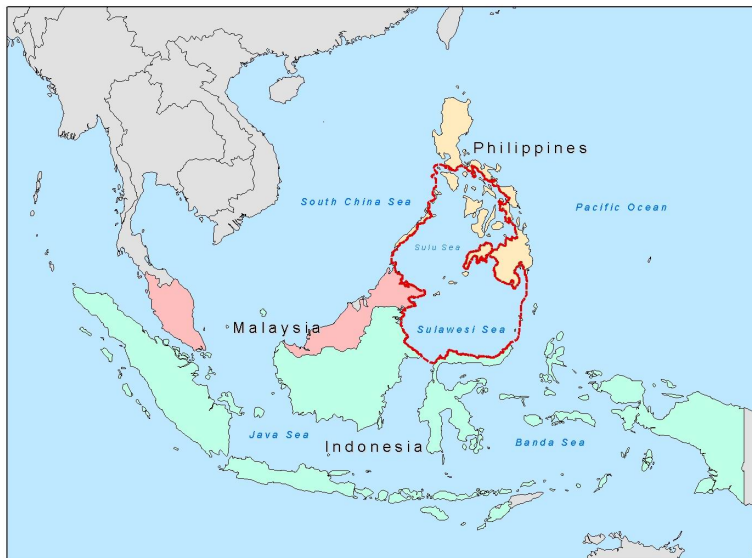 Philippines
South China Sea
Pacific Ocean
Sulu Sea
Malaysia
Sulawesi Sea
Java Sea
Indonesia
Banda Sea